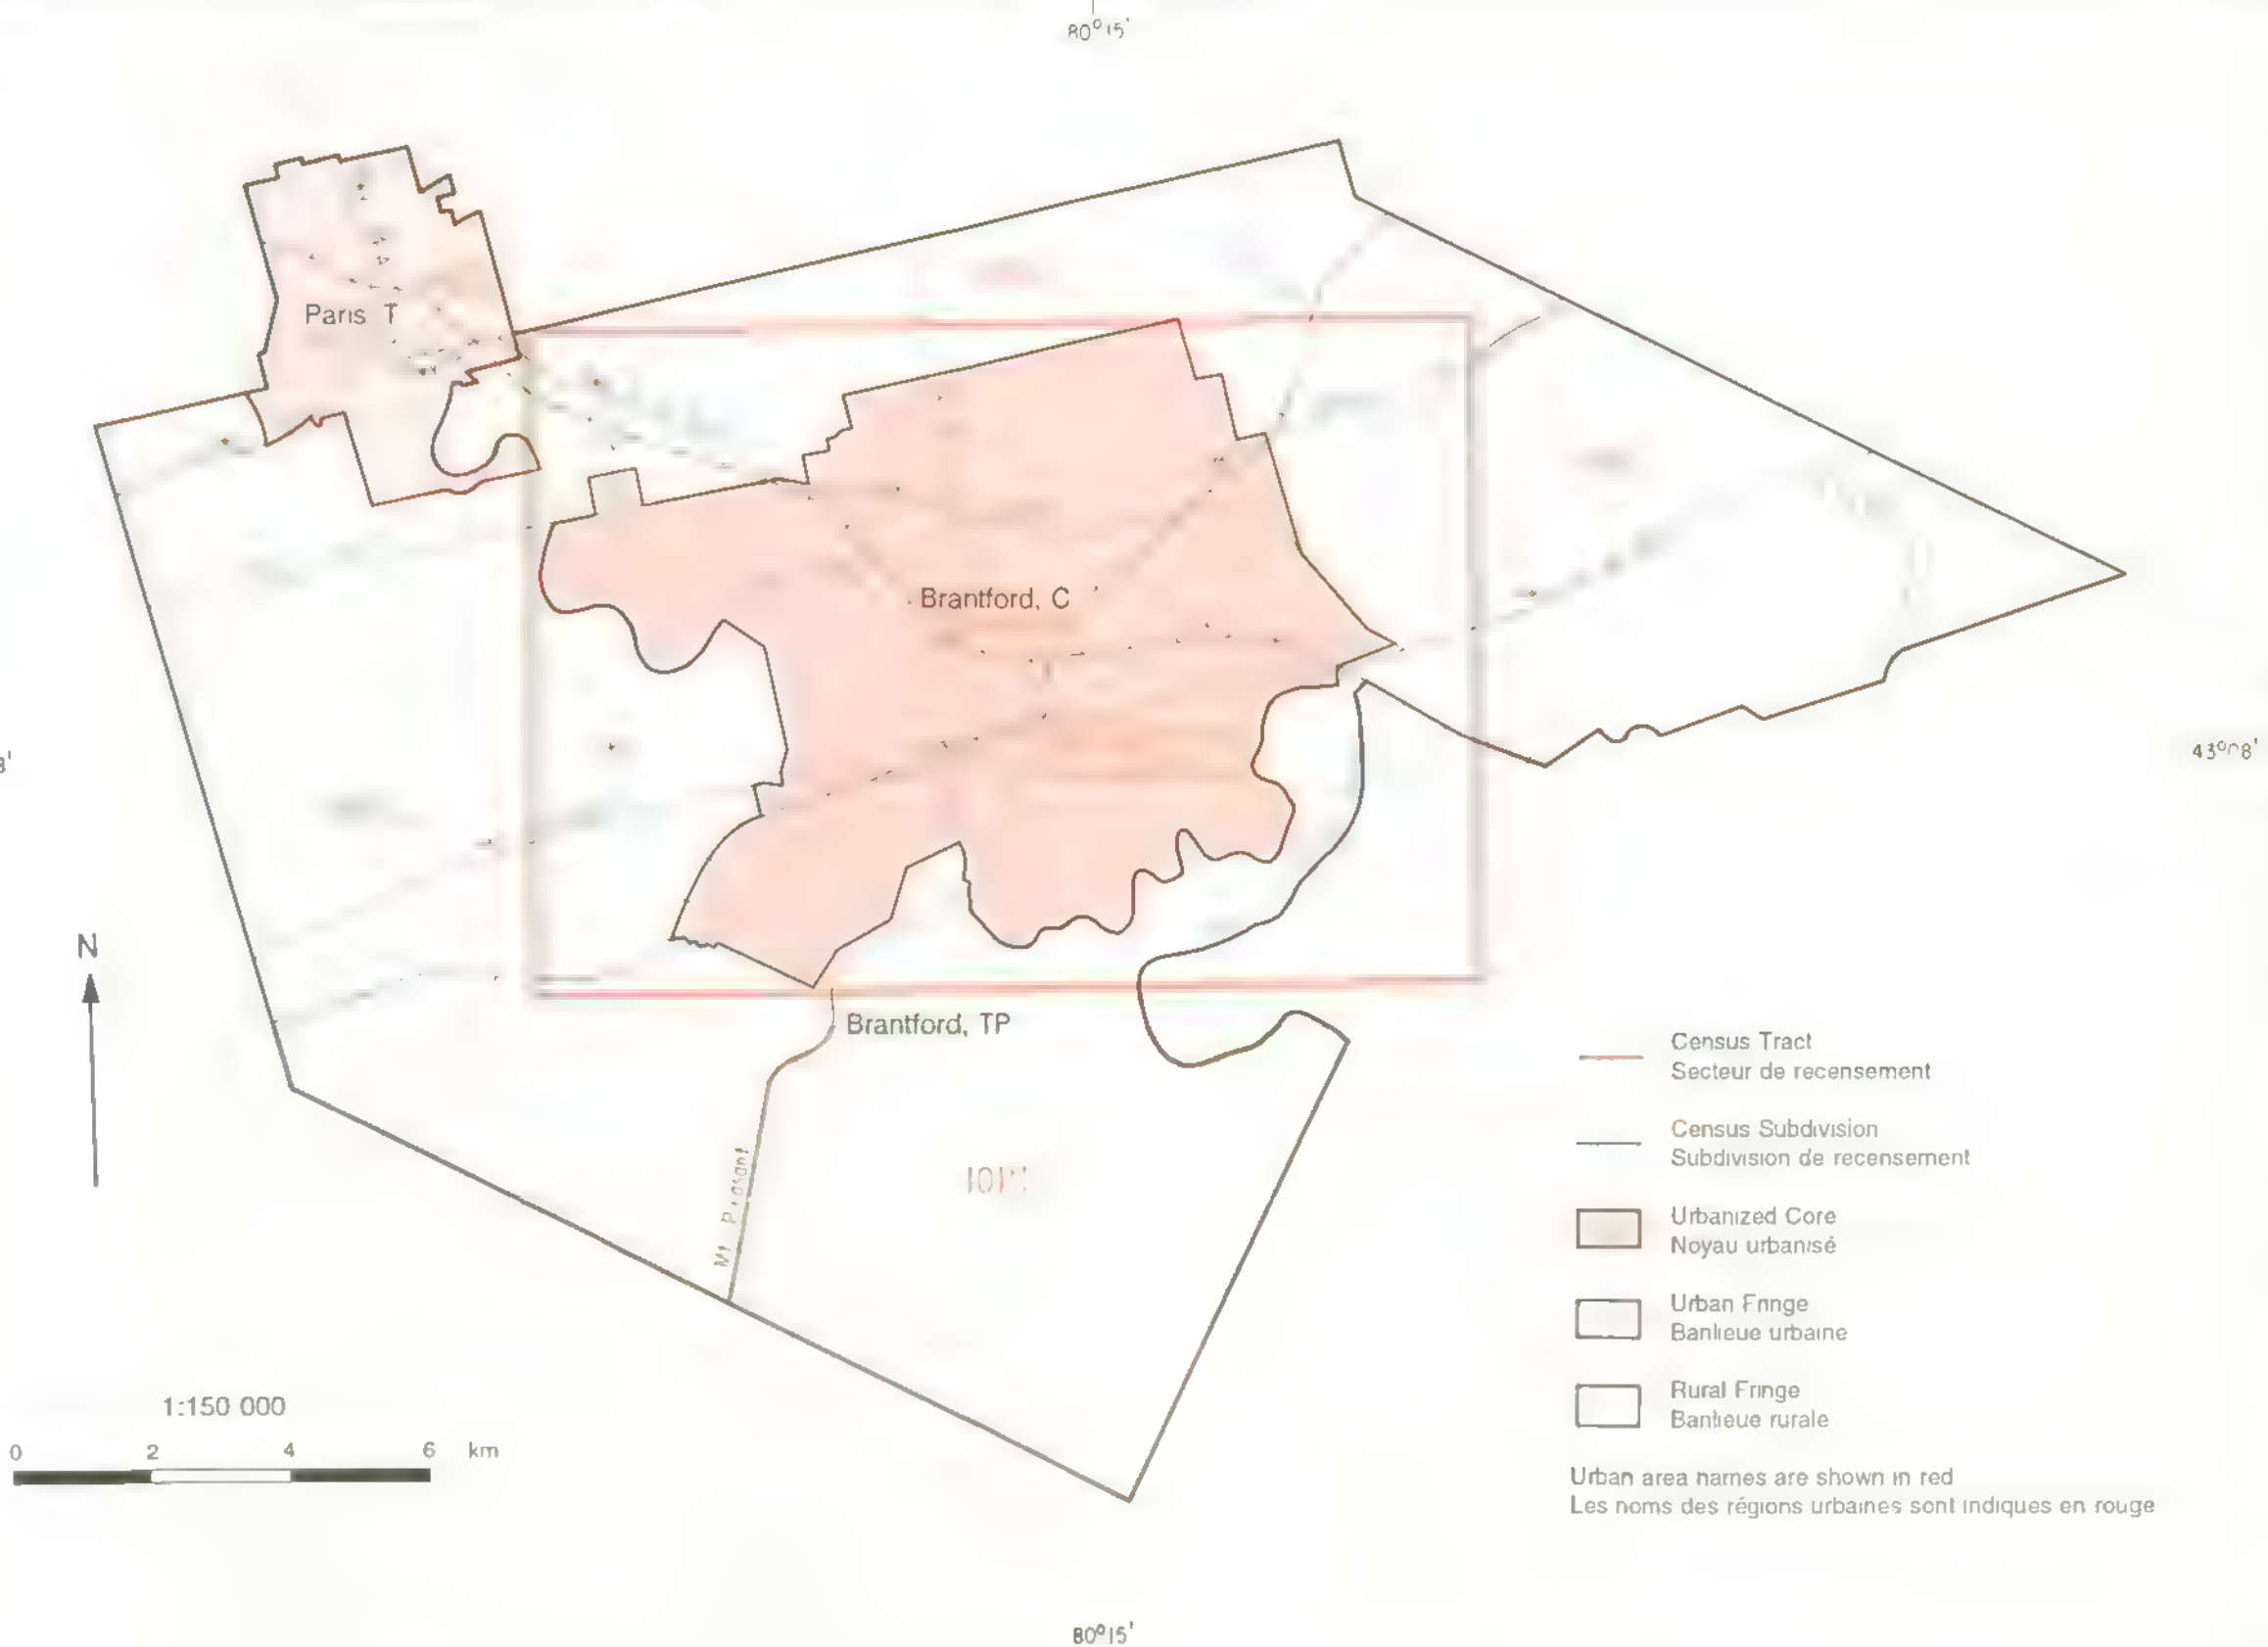 80°15'
Paris T
Brantford, C
43°08'
N
Brantford, TP
Census Tract
Secteur de recensement
Census Subdivision
Subdivision de recensement
Mt
Urbanized Core
Noyau urbanisé
Urban Fringe
Banlieue urbaine
Rural Fringe
Banlieue rurale
1:150 000
0 2 4 6 km
Urban area names are shown in red
Les noms des régions urbaines sont indiques en rouge
80°15'